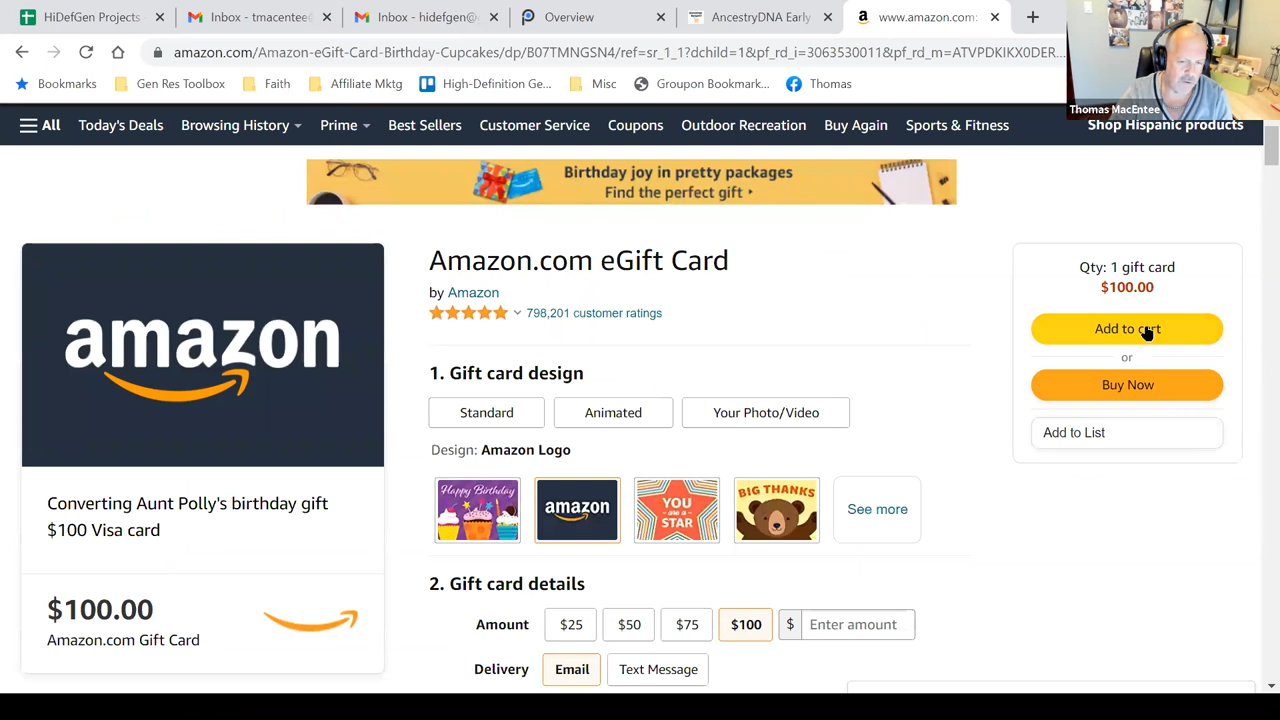 HiDefGen Projects
Inbox - tmacentee@
Inbox - hidefgen@
Overview
AncestryDNA Early
www.amazon.com:
amazon.com/Amazon-eGift-Card-Birthday-Cupcakes/dp/B07TMNGSN4/ref=sr_1_1?dchild=1&pf_rd_i=3063530011&pf_rd_m=ATVPDKIKX0DER...
Bookmarks
Gen Res Toolbox
Faith
Affiliate Mktg
High-Definition Ge...
Misc
Groupon Bookmark...
Thomas
Thomas MacEntee
All
Today's Deals
Browsing History
Prime
Best Sellers
Customer Service
Coupons
Outdoor Recreation
Buy Again
Sports & Fitness
Shop Hispanic products
Birthday joy in pretty packages
Find the perfect gift
amazon
Converting Aunt Polly's birthday gift
$100 Visa card
$100.00
Amazon.com Gift Card
Amazon.com eGift Card
by Amazon
798,201 customer ratings
1. Gift card design
Standard
Animated
Your Photo/Video
Design: Amazon Logo
Happy Birthday
amazon
YOU
are a
STAR
BIG THANKS
See more
2. Gift card details
Amount
$25
$50
$75
$100
$
Enter amount
Delivery
Email
Text Message
Qty: 1 gift card
$100.00
Add to cart
or
Buy Now
Add to List